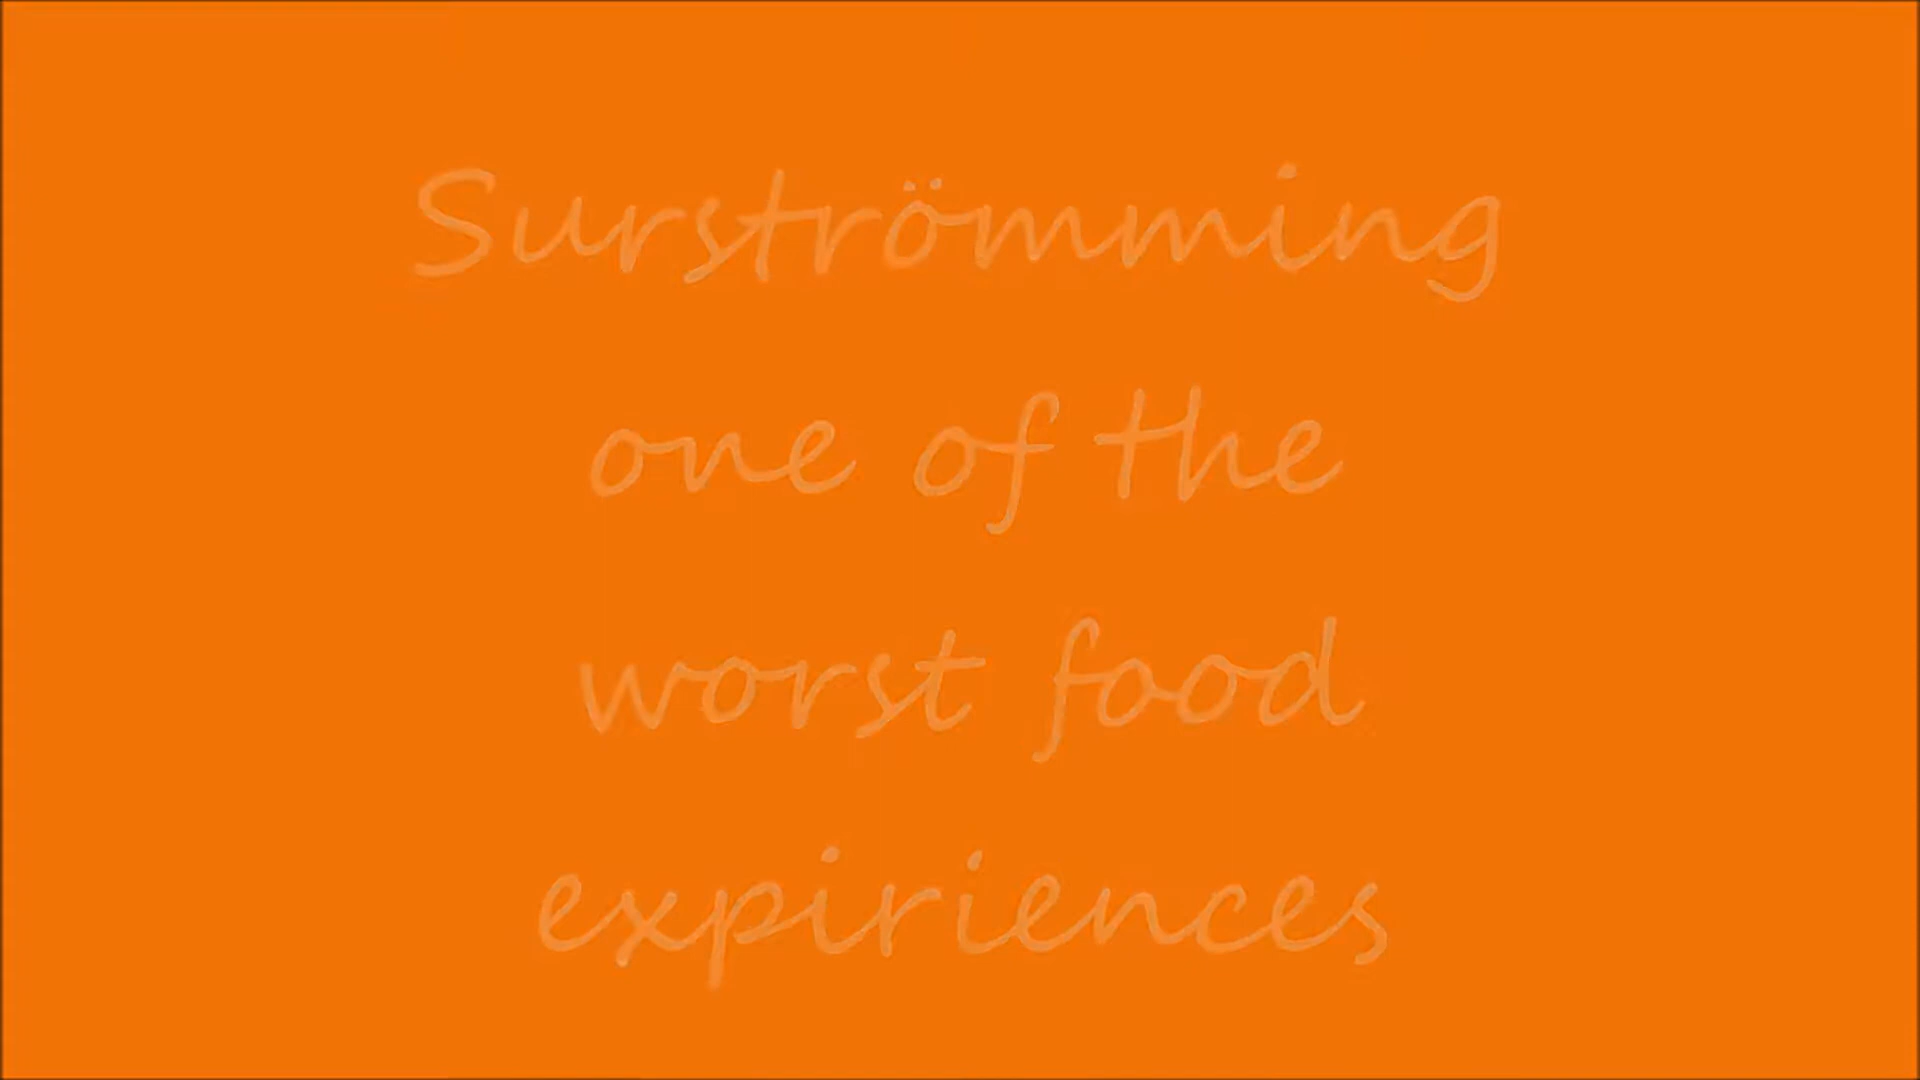 Surströmming
one of the
worst food
expiriences